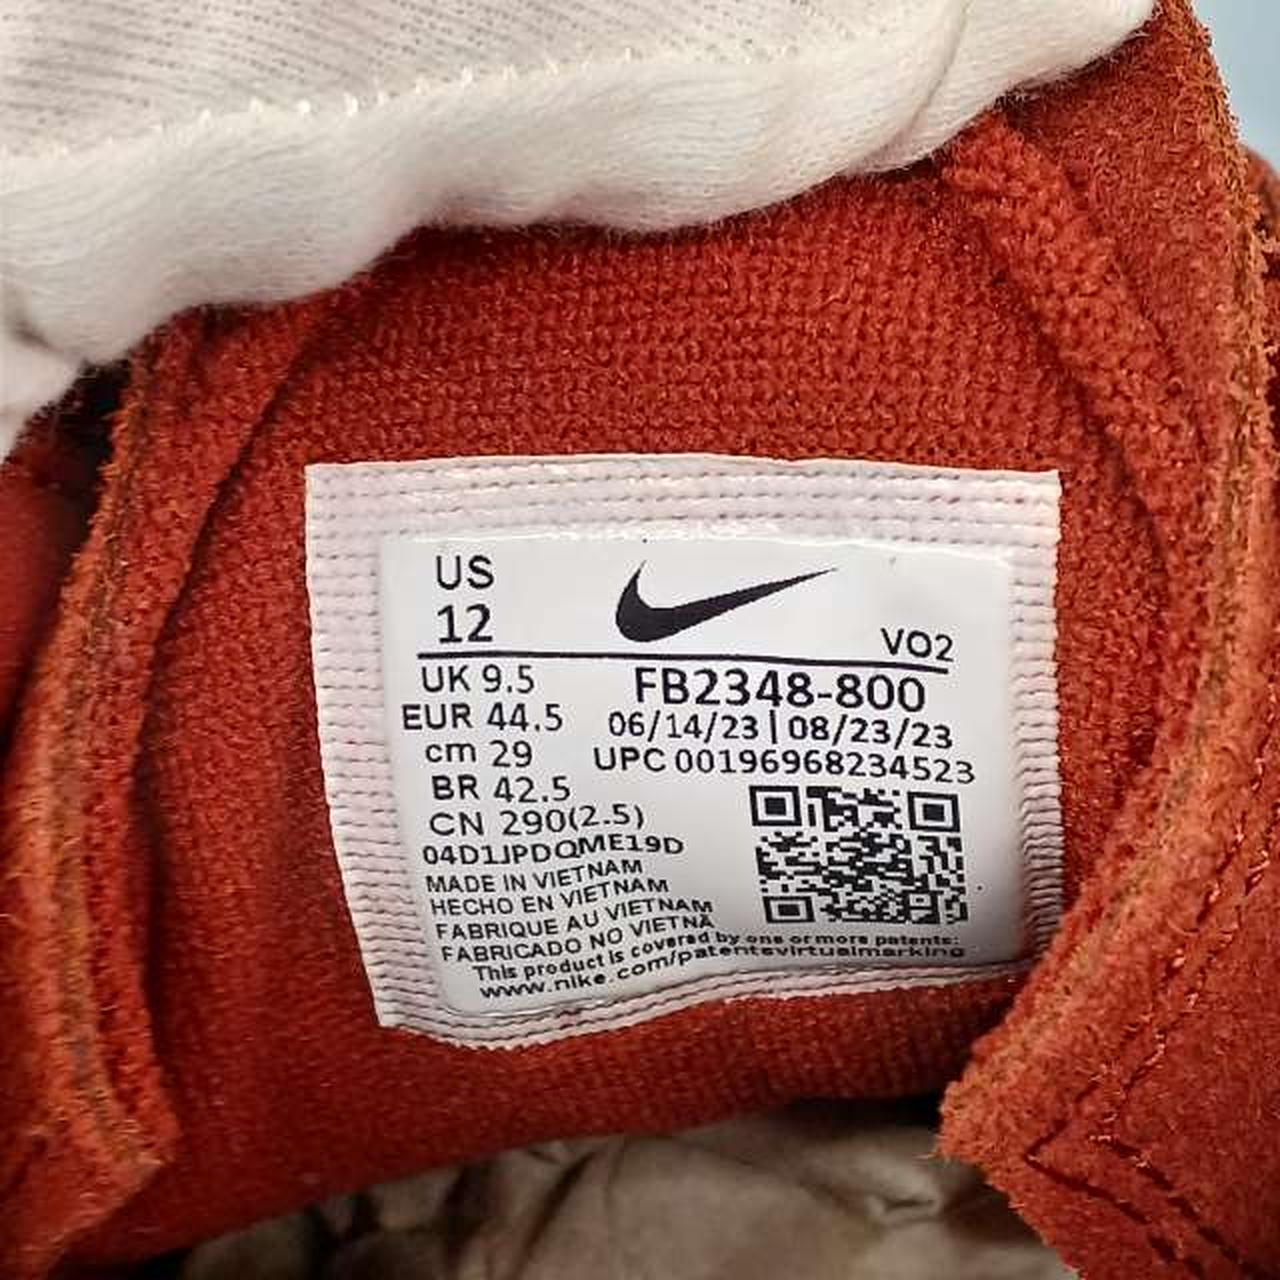 US
12
VO2
UK 9.5
FB2348-800
EUR 44.5
06/14/23 | 08/23/23
cm 29
UPC 00196968234523
BR 42.5
CN 290(2.5)
04D1JPDQME19D
MADE IN VIETNAM
HECHO EN VIETNAM
FABRIQUE AU VIETNAM
FABRICADO NO VIETNÃ
This product is covered by one or more patents:
www.nike.com/patentsvirtualmarking